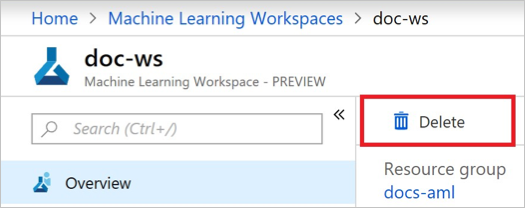 Home > Machine Learning Workspaces > doc-ws
doc-ws
Machine Learning Workspace - PREVIEW
Search (Ctrl+/)
«
Delete
Overview
Resource group
docs-aml